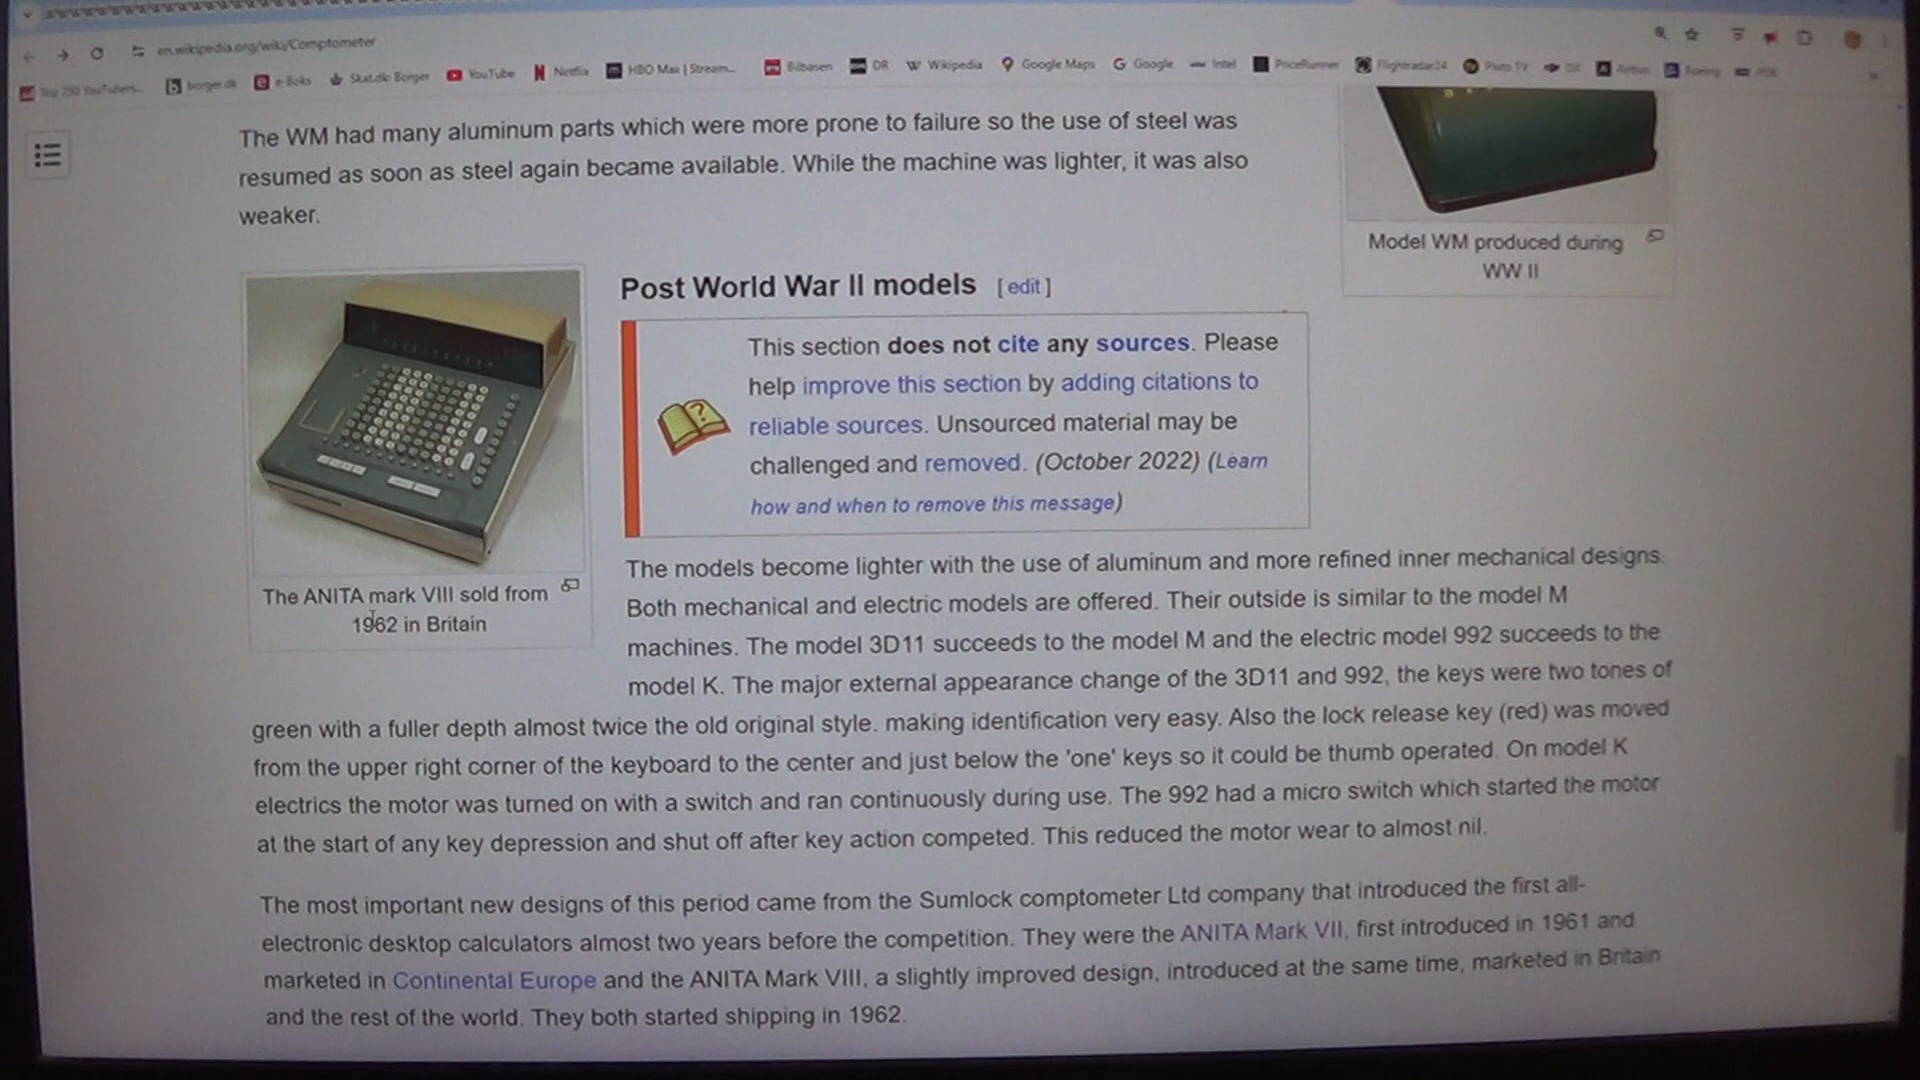 en.wikipedia.org/wiki/Comptometer
Top 250 YouTubers... borger.dk e-Boks Skat.dk: Borger YouTube Netflix HBO Max | Stream... Bilbasen DR Wikipedia Google Maps Google Intel PriceRunner Flightradar24 Pluto TV Airbus Boeing
The WM had many aluminum parts which were more prone to failure so the use of steel was
resumed as soon as steel again became available. While the machine was lighter, it was also
weaker.
Model WM produced during
WW II
The ANITA mark VIII sold from
1962 in Britain
Post World War II models [ edit ]
This section does not cite any sources. Please
help improve this section by adding citations to
reliable sources. Unsourced material may be
challenged and removed. (October 2022) (Learn
how and when to remove this message)
The models become lighter with the use of aluminum and more refined inner mechanical designs.
Both mechanical and electric models are offered. Their outside is similar to the model M
machines. The model 3D11 succeeds to the model M and the electric model 992 succeeds to the
model K. The major external appearance change of the 3D11 and 992, the keys were two tones of
green with a fuller depth almost twice the old original style. making identification very easy. Also the lock release key (red) was moved
from the upper right corner of the keyboard to the center and just below the 'one' keys so it could be thumb operated. On model K
electrics the motor was turned on with a switch and ran continuously during use. The 992 had a micro switch which started the motor
at the start of any key depression and shut off after key action competed. This reduced the motor wear to almost nil.
The most important new designs of this period came from the Sumlock comptometer Ltd company that introduced the first all-
electronic desktop calculators almost two years before the competition. They were the ANITA Mark VII, first introduced in 1961 and
marketed in Continental Europe and the ANITA Mark VIII, a slightly improved design, introduced at the same time, marketed in Britain
and the rest of the world. They both started shipping in 1962.